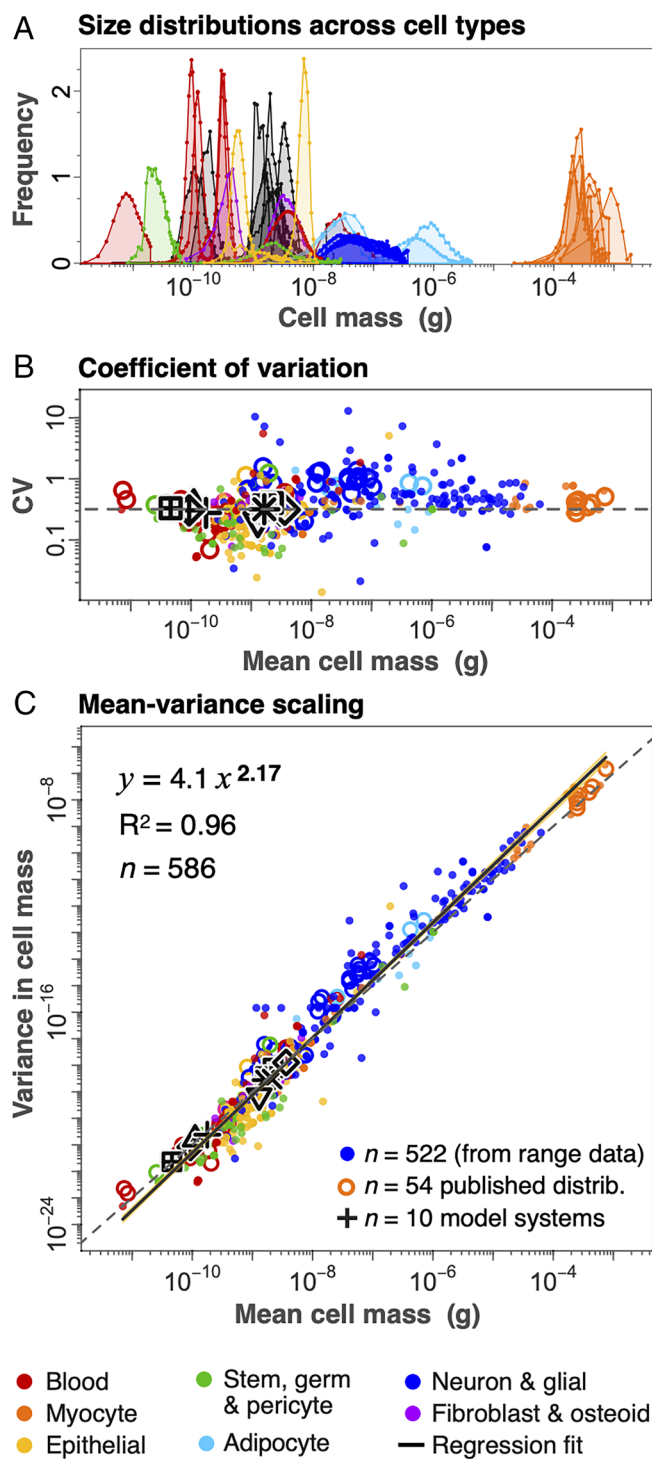 A Size distributions across cell types
Frequency
2
1
0
10⁻¹⁰ 10⁻⁸ 10⁻⁶ 10⁻⁴
Cell mass (g)
B Coefficient of variation
CV
10
1
0.1
10⁻¹⁰ 10⁻⁸ 10⁻⁶ 10⁻⁴
Mean cell mass (g)
C Mean-variance scaling
y = 4.1 x^2.17
R² = 0.96
n = 586
Variance in cell mass
10⁻⁸
10⁻¹⁶
10⁻²⁴
n = 522 (from range data)
n = 54 published distrib.
n = 10 model systems
10⁻¹⁰ 10⁻⁸ 10⁻⁶ 10⁻⁴
Mean cell mass (g)
Blood
Myocyte
Epithelial
Stem, germ
& pericyte
Adipocyte
Neuron & glial
Fibroblast & osteoid
Regression fit